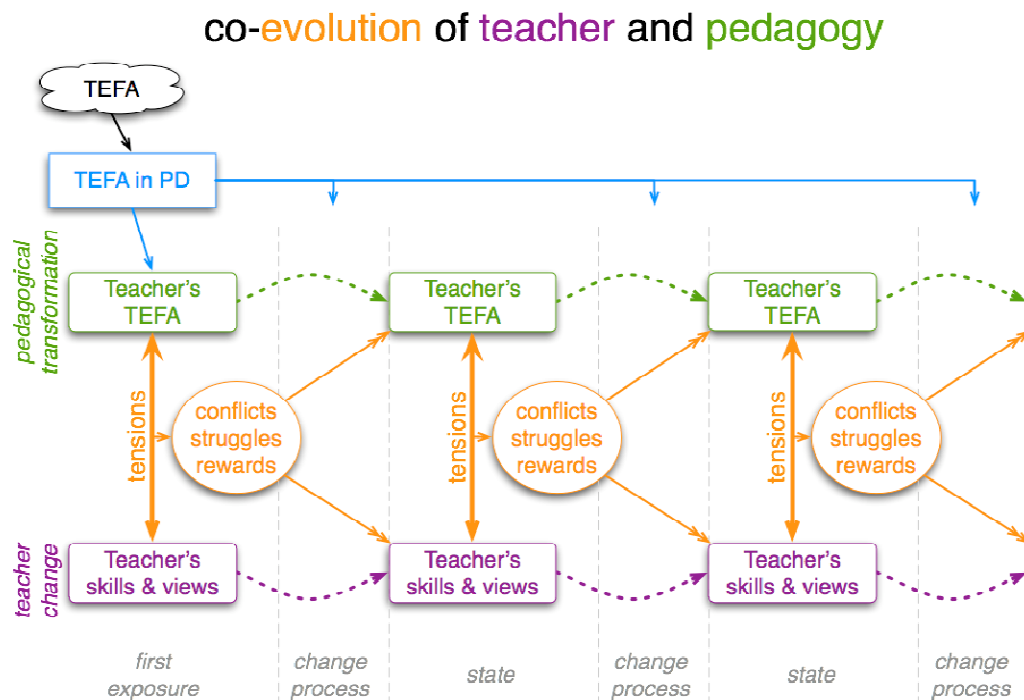 co-evolution of teacher and pedagogy
TEFA
TEFA in PD
pedagogical
transformation
Teacher's
TEFA
Teacher's
TEFA
Teacher's
TEFA
tensions
conflicts
struggles
rewards
tensions
conflicts
struggles
rewards
tensions
conflicts
struggles
rewards
teacher
change
Teacher's
skills & views
Teacher's
skills & views
Teacher's
skills & views
first
exposure
change
process
state
change
process
state
change
process